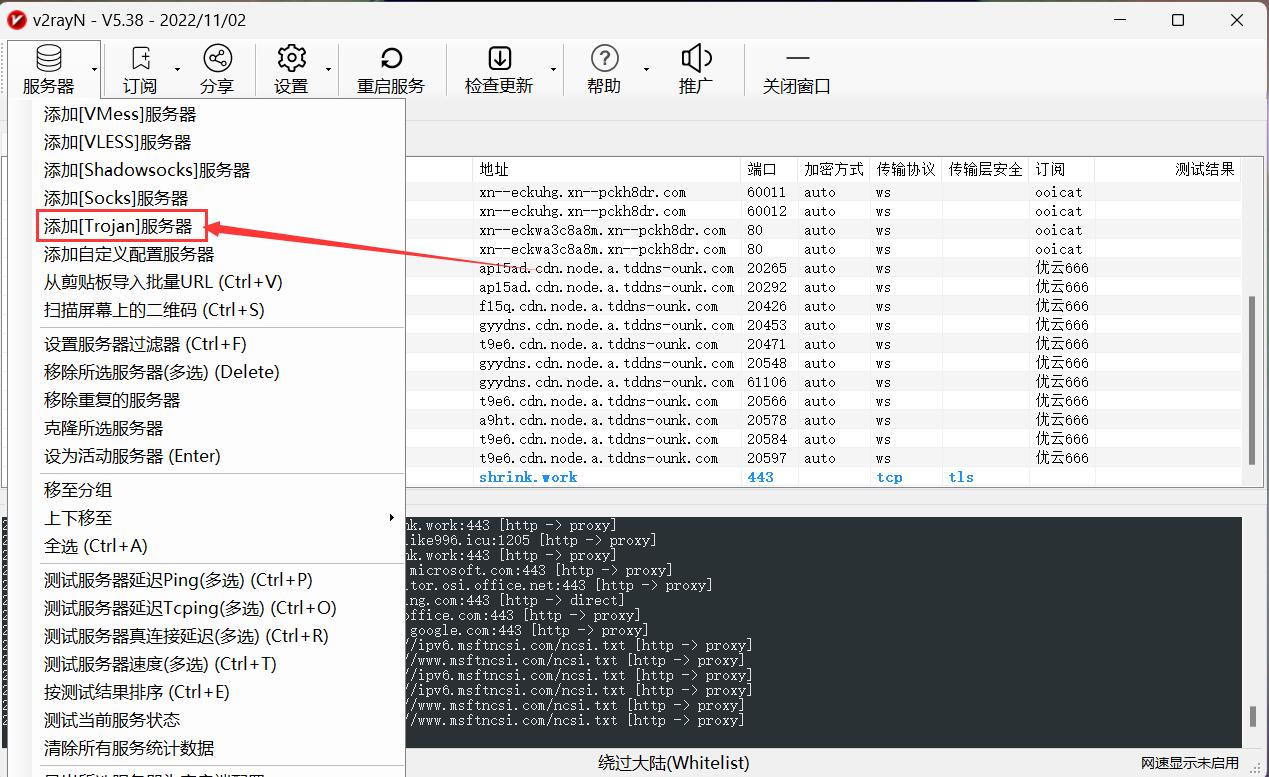 v2rayN - V5.38 - 2022/11/02
服务器 订阅 分享 设置 重启服务 检查更新 帮助 推广 关闭窗口
添加[VMess]服务器
添加[VLESS]服务器
添加[Shadowsocks]服务器
添加[Socks]服务器
添加[Trojan]服务器
添加自定义配置服务器
从剪贴板导入批量URL (Ctrl+V)
扫描屏幕上的二维码 (Ctrl+S)
设置服务器过滤器 (Ctrl+F)
移除所选服务器(多选) (Delete)
移除重复的服务器
克隆所选服务器
设为活动服务器 (Enter)
移至分组
上下移至
全选 (Ctrl+A)
测试服务器延迟Ping(多选) (Ctrl+P)
测试服务器延迟Tcping(多选) (Ctrl+O)
测试服务器真连接延迟(多选) (Ctrl+R)
测试服务器速度(多选) (Ctrl+T)
按测试结果排序 (Ctrl+E)
测试当前服务状态
清除所有服务统计数据
地址 端口 加密方式 传输协议 传输层安全 订阅 测试结果
xn--eckuhg.xn--pckh8dr.com 60011 auto ws ooicat
xn--eckuhg.xn--pckh8dr.com 60012 auto ws ooicat
xn--eckwa3c8a8m.xn--pckh8dr.com 80 auto ws ooicat
xn--eckwa3c8a8m.xn--pckh8dr.com 80 auto ws ooicat
ap15ad.cdn.node.a.tddns-ounk.com 20265 auto ws 优云666
ap15ad.cdn.node.a.tddns-ounk.com 20292 auto ws 优云666
f15q.cdn.node.a.tddns-ounk.com 20426 auto ws 优云666
gyydns.cdn.node.a.tddns-ounk.com 20453 auto ws 优云666
t9e6.cdn.node.a.tddns-ounk.com 20471 auto ws 优云666
gyydns.cdn.node.a.tddns-ounk.com 20548 auto ws 优云666
gyydns.cdn.node.a.tddns-ounk.com 61106 auto ws 优云666
t9e6.cdn.node.a.tddns-ounk.com 20566 auto ws 优云666
a9ht.cdn.node.a.tddns-ounk.com 20578 auto ws 优云666
t9e6.cdn.node.a.tddns-ounk.com 20584 auto ws 优云666
t9e6.cdn.node.a.tddns-ounk.com 20597 auto ws 优云666
shrink.work 443 tcp tls
nk.work:443 [http -> proxy]
like996.icu:1205 [http -> proxy]
nk.work:443 [http -> proxy]
.microsoft.com:443 [http -> proxy]
tor.osi.office.net:443 [http -> proxy]
ing.com:443 [http -> direct]
office.com:443 [http -> proxy]
.google.com:443 [http -> proxy]
//ipv6.msftncsi.com/ncsi.txt [http -> proxy]
//www.msftncsi.com/ncsi.txt [http -> proxy]
//ipv6.msftncsi.com/ncsi.txt [http -> proxy]
//ipv6.msftncsi.com/ncsi.txt [http -> proxy]
//www.msftncsi.com/ncsi.txt [http -> proxy]
//www.msftncsi.com/ncsi.txt [http -> proxy]
绕过大陆(Whitelist) 网速显示未启用